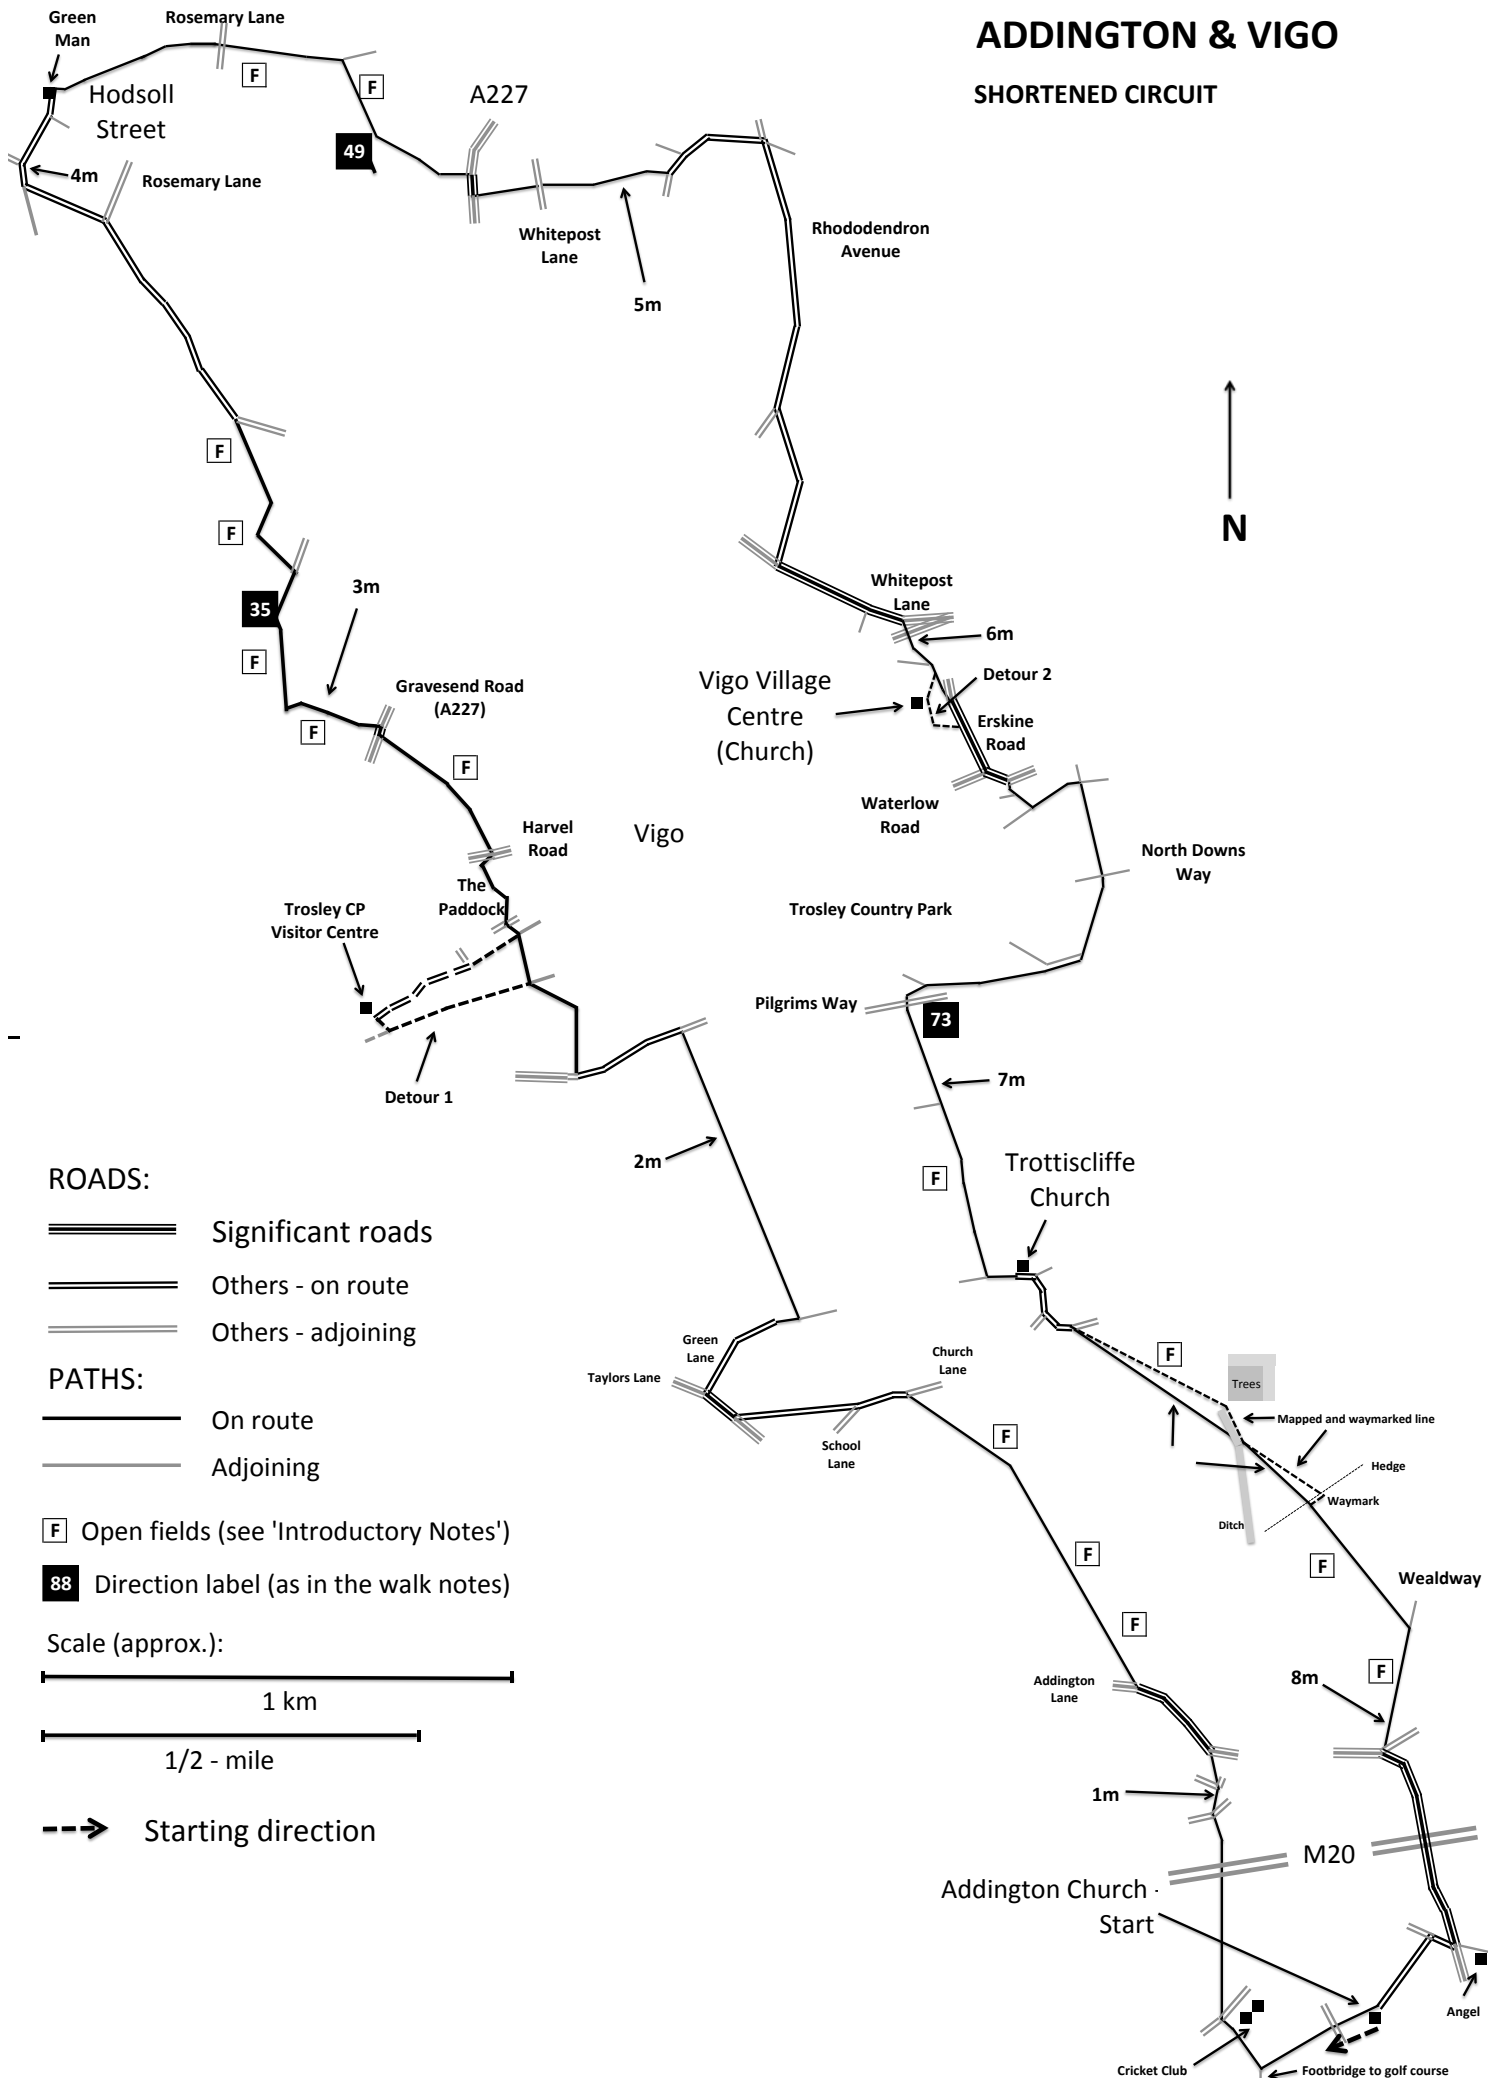 ADDINGTON & VIGO
SHORTENED CIRCUIT
Green
Man
Rosemary Lane
F
Hodsoll
Street
F
A227
49
4m
Rosemary Lane
Whitepost
Lane
5m
Rhododendron
Avenue
N
F
F
35
3m
F
Gravesend Road
(A227)
F
F
Whitepost
Lane
6m
Detour 2
Vigo Village
Centre
(Church)
Erskine
Road
Waterlow
Road
Harvel
Road
Vigo
The
Paddock
North Downs
Way
Trosley CP
Visitor Centre
Trosley Country Park
Pilgrims Way
73
7m
Detour 1
2m
F
Trottiscliffe
Church
ROADS:
Significant roads
Others - on route
Others - adjoining
PATHS:
On route
Adjoining
F Open fields (see 'Introductory Notes')
88 Direction label (as in the walk notes)
Scale (approx.):
1 km
1/2 - mile
Starting direction
Green
Lane
Taylors Lane
Church
Lane
School
Lane
F
F
Trees
Mapped and waymarked line
Hedge
Waymark
Ditch
F
F
F
Wealdway
F
8m
Addington
Lane
1m
M20
Addington Church -
Start
Angel
Cricket Club
Footbridge to golf course